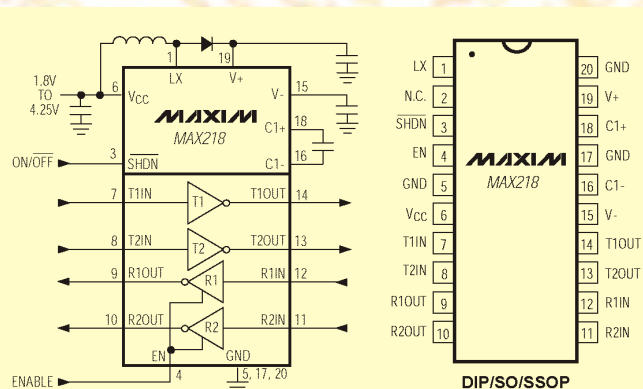 1 19
LX V+
1.8V
TO
4.25V
6 VCC
V- 15
MAXIM
MAX218
C1+ 18
C1- 16
ON/OFF 3 SHDN
7 T1IN T1 T1OUT 14
8 T2IN T2 T2OUT 13
9 R1OUT R1 R1IN 12
10 R2OUT R2 R2IN 11
EN GND
ENABLE 4 5, 17, 20
LX 1 20 GND
N.C. 2 19 V+
SHDN 3 18 C1+
EN 4 17 GND
MAXIM
MAX218
GND 5 16 C1-
VCC 6 15 V-
T1IN 7 14 T1OUT
T2IN 8 13 T2OUT
R1OUT 9 12 R1IN
R2OUT 10 11 R2IN
DIP/SO/SSOP